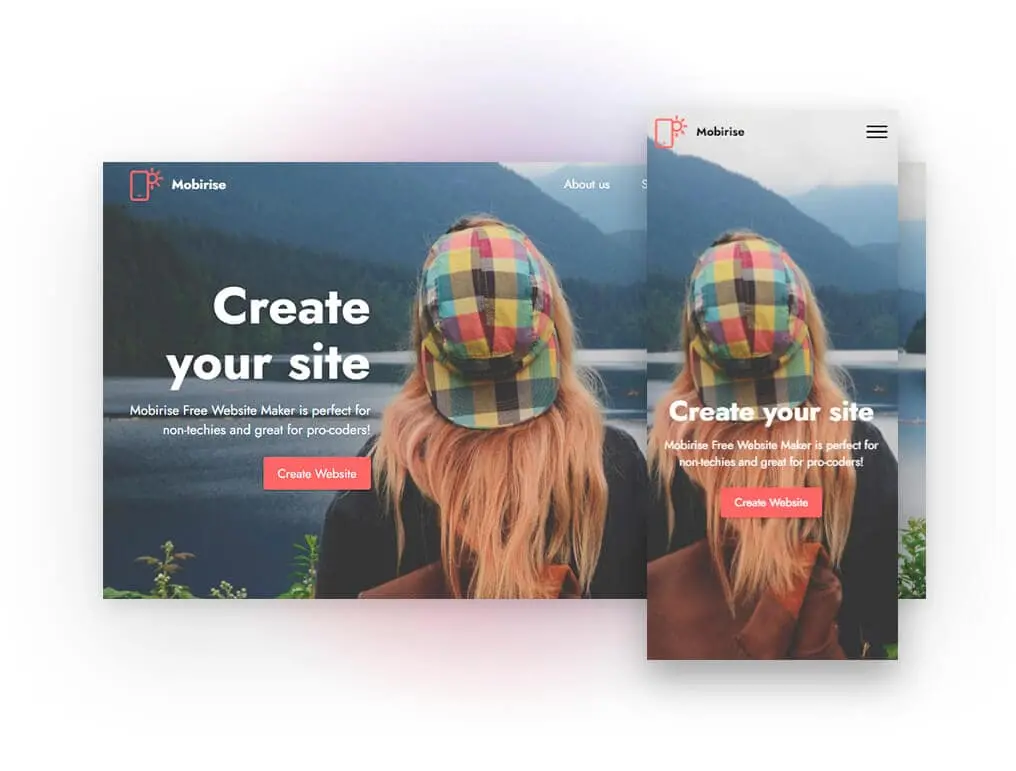 Mobirise
About us
Create
your site
Mobirise Free Website Maker is perfect for
non-techies and great for pro-coders!
Create Website
Mobirise
Create your site
Mobirise Free Website Maker is perfect for
non-techies and great for pro-coders!
Create Website